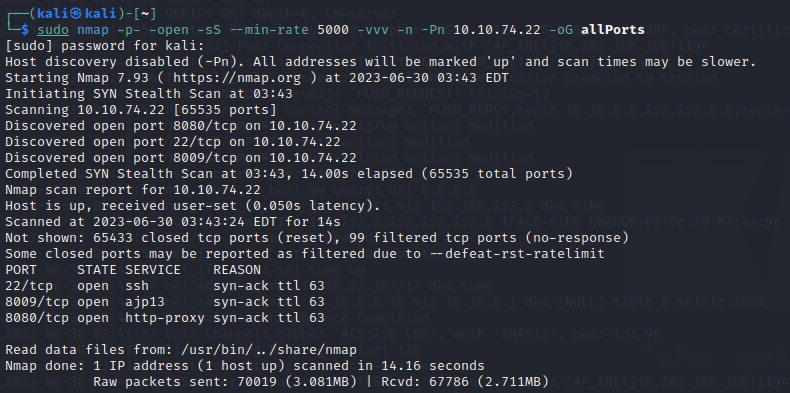 ┌──(kali㉿kali)-[~]
└─$ sudo nmap -p- -open -sS --min-rate 5000 -vvv -n -Pn 10.10.74.22 -oG allPorts
[sudo] password for kali:
Host discovery disabled (-Pn). All addresses will be marked 'up' and scan times may be slower.
Starting Nmap 7.93 ( https://nmap.org ) at 2023-06-30 03:43 EDT
Initiating SYN Stealth Scan at 03:43
Scanning 10.10.74.22 [65535 ports]
Discovered open port 8080/tcp on 10.10.74.22
Discovered open port 22/tcp on 10.10.74.22
Discovered open port 8009/tcp on 10.10.74.22
Completed SYN Stealth Scan at 03:43, 14.00s elapsed (65535 total ports)
Nmap scan report for 10.10.74.22
Host is up, received user-set (0.050s latency).
Scanned at 2023-06-30 03:43:24 EDT for 14s
Not shown: 65433 closed tcp ports (reset), 99 filtered tcp ports (no-response)
Some closed ports may be reported as filtered due to --defeat-rst-ratelimit
PORT     STATE SERVICE    REASON
22/tcp   open  ssh        syn-ack ttl 63
8009/tcp open  ajp13      syn-ack ttl 63
8080/tcp open  http-proxy syn-ack ttl 63
Read data files from: /usr/bin/../share/nmap
Nmap done: 1 IP address (1 host up) scanned in 14.16 seconds
           Raw packets sent: 70019 (3.081MB) | Rcvd: 67786 (2.711MB)